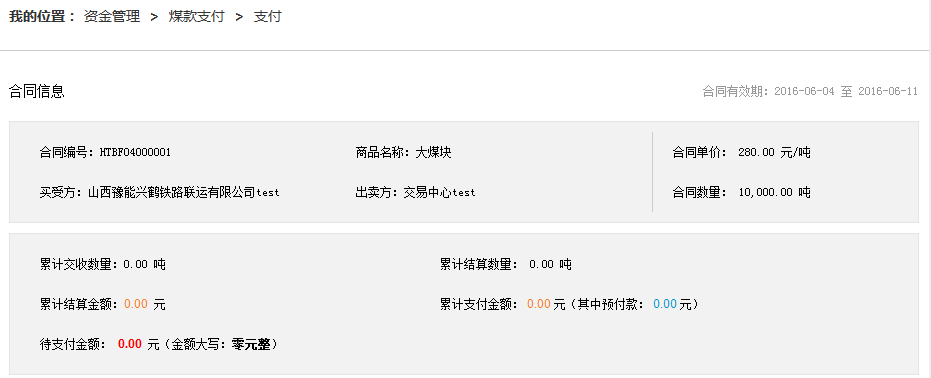 我的位置： 资金管理 > 煤款支付 > 支付
合同信息 合同有效期：2016-06-04 至 2016-06-11
合同编号：HTBF04000001 商品名称：大煤块 合同单价： 280.00 元/吨
买受方：山西豫能兴鹤铁路联运有限公司test 出卖方：交易中心test 合同数量： 10,000.00 吨
累计交收数量：0.00 吨 累计结算数量： 0.00 吨
累计结算金额：0.00 元 累计支付金额： 0.00元（其中预付款：0.00元）
待支付金额： 0.00 元（金额大写：零元整）